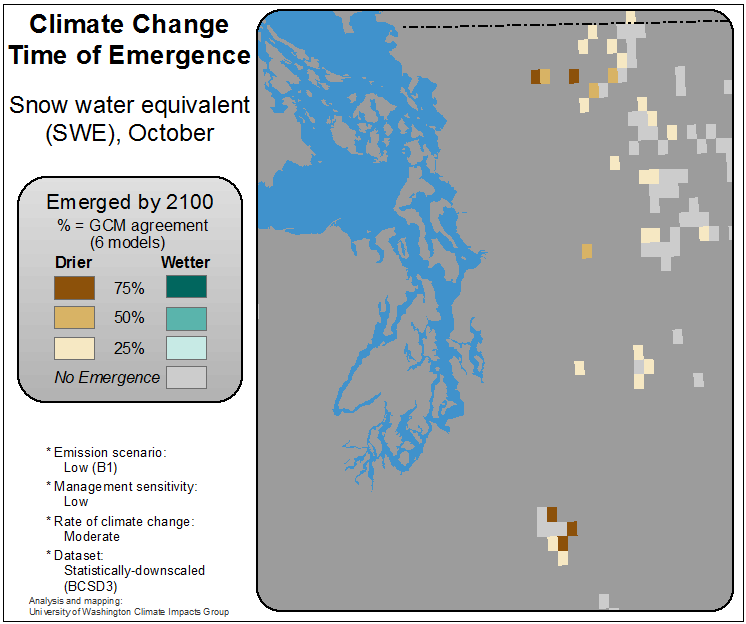 Climate Change
Time of Emergence
Snow water equivalent
(SWE), October
Emerged by 2100
% = GCM agreement
(6 models)
Drier Wetter
75%
50%
25%
No Emergence
* Emission scenario:
Low (B1)
* Management sensitivity:
Low
* Rate of climate change:
Moderate
* Dataset:
Statistically-downscaled
(BCSD3)
Analysis and mapping:
University of Washington Climate Impacts Group